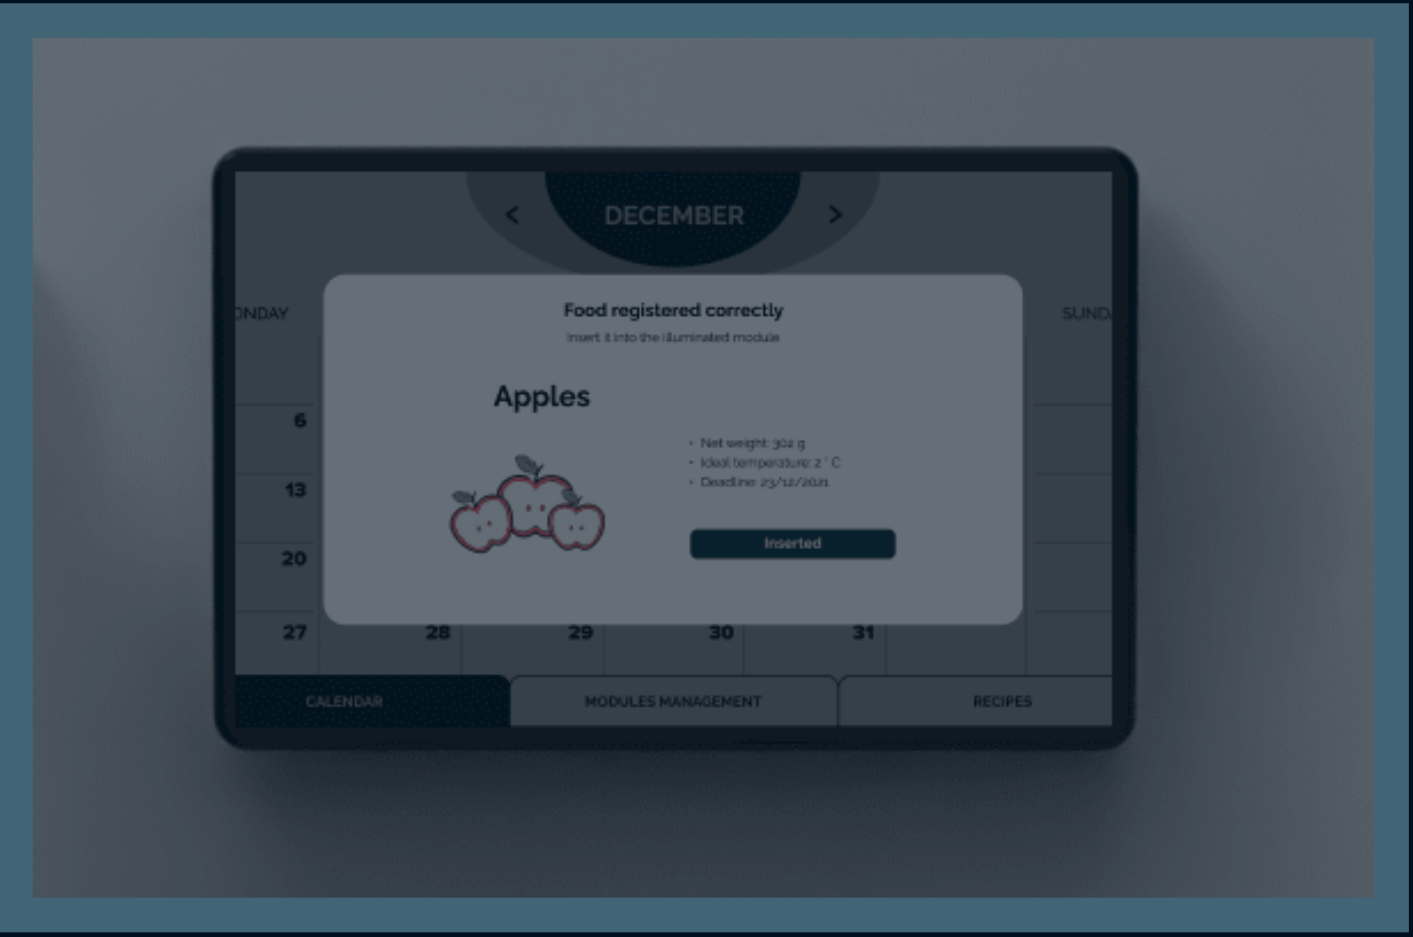 < DECEMBER >
ONDAY
SUND
Food registered correctly
Insert it into the illuminated module
Apples
• Net weight: 302 g
• Ideal temperature: 2 ° C
• Deadline: 23/12/2021
Inserted
6
13
20
27 28 29 30 31
CALENDAR MODULES MANAGEMENT RECIPES